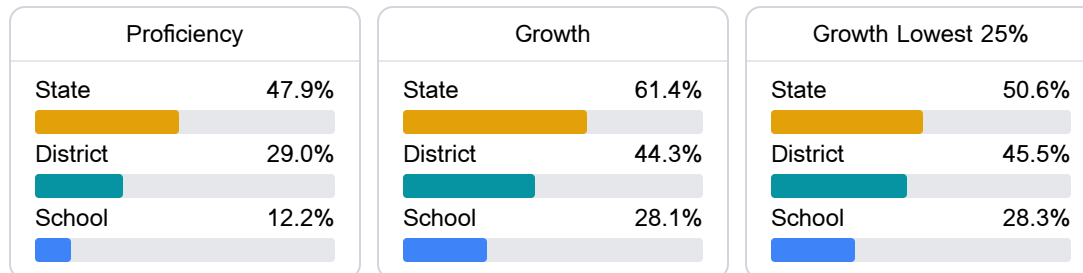 Proficiency
State 47.9%
District 29.0%
School 12.2%
Growth
State 61.4%
District 44.3%
School 28.1%
Growth Lowest 25%
State 50.6%
District 45.5%
School 28.3%